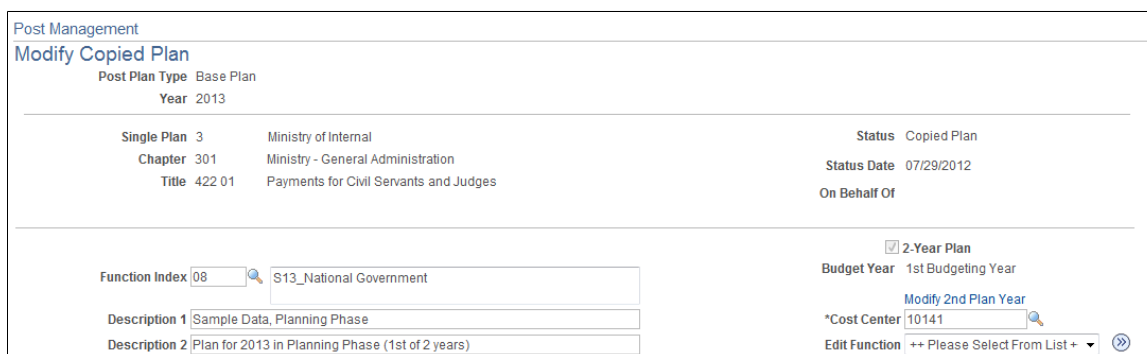 Post Management
Modify Copied Plan
Post Plan Type Base Plan
Year 2013
Single Plan 3 Ministry of Internal Status Copied Plan
Chapter 301 Ministry - General Administration Status Date 07/29/2012
Title 422 01 Payments for Civil Servants and Judges On Behalf Of
2-Year Plan
Function Index 08 S13_National Government Budget Year 1st Budgeting Year
Modify 2nd Plan Year
Description 1 Sample Data, Planning Phase *Cost Center 10141
Description 2 Plan for 2013 in Planning Phase (1st of 2 years) Edit Function ++ Please Select From List +